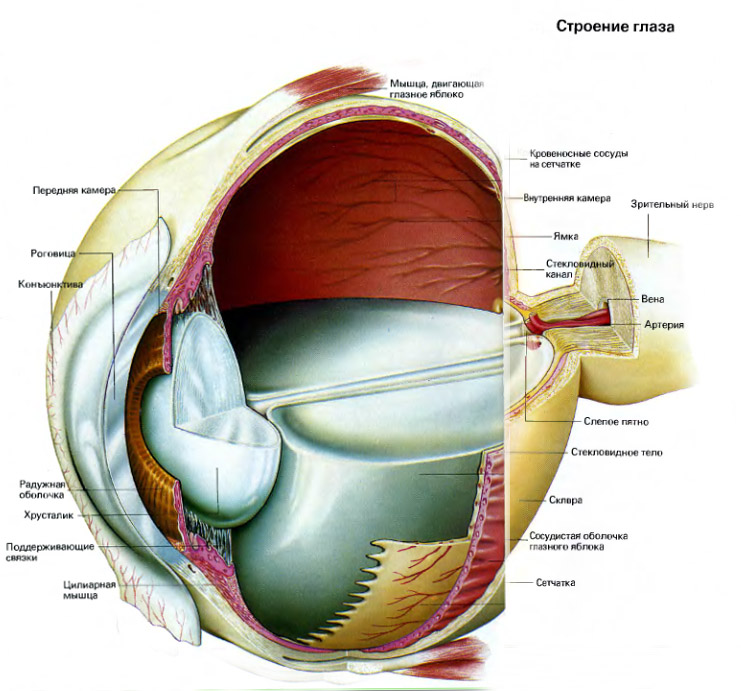 Строение глаза
Мышца, двигающая
глазное яблоко
Кровеносные сосуды
на сетчатке
Передняя камера
Внутренняя камера
Зрительный нерв
Ямка
Роговица
Стекловидный
канал
Конъюнктива
Вена
Артерия
Слепое пятно
Стекловидное тело
Радужная
оболочка
Склвра
Хрусталик
Сосудистая оболочка
глазного яблока
Поддерживающие
связки
Цилиарная
мышца
Сетчатка